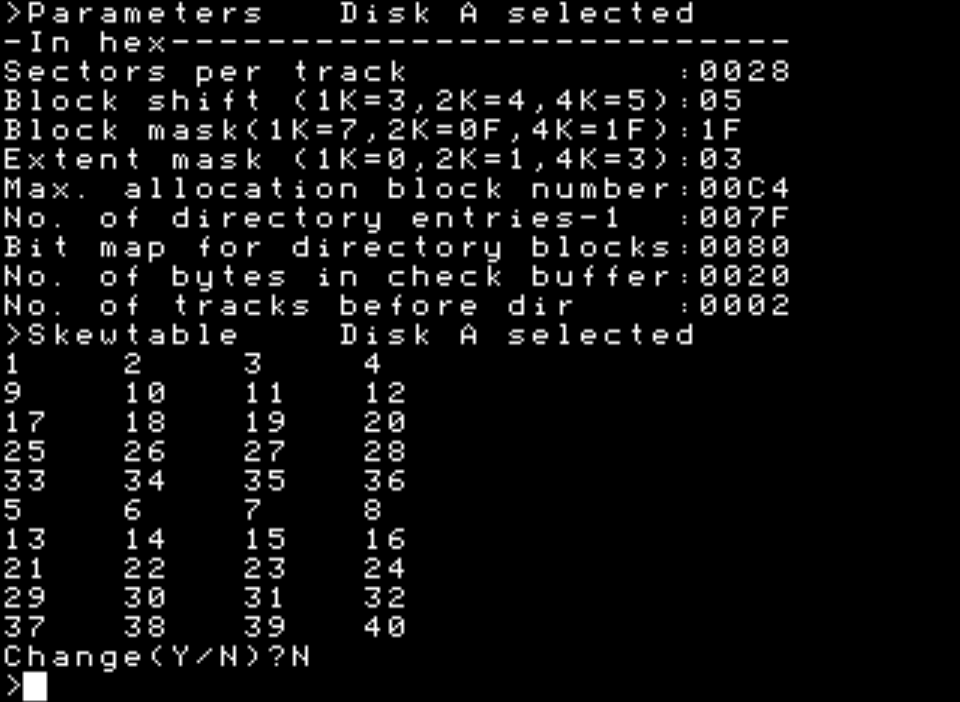 >Parameters    Disk A selected
-In hex--------------------------
Sectors per track           :0028
Block shift (1K=3,2K=4,4K=5):05
Block mask(1K=7,2K=0F,4K=1F):1F
Extent mask (1K=0,2K=1,4K=3):03
Max. allocation block number:00C4
No. of directory entries-1  :007F
Bit map for directory blocks:0080
No. of bytes in check buffer:0020
No. of tracks before dir    :0002
>Skewtable     Disk A selected
1    2    3    4
9    10   11   12
17   18   19   20
25   26   27   28
33   34   35   36
5    6    7    8
13   14   15   16
21   22   23   24
29   30   31   32
37   38   39   40
Change(Y/N)?N
>